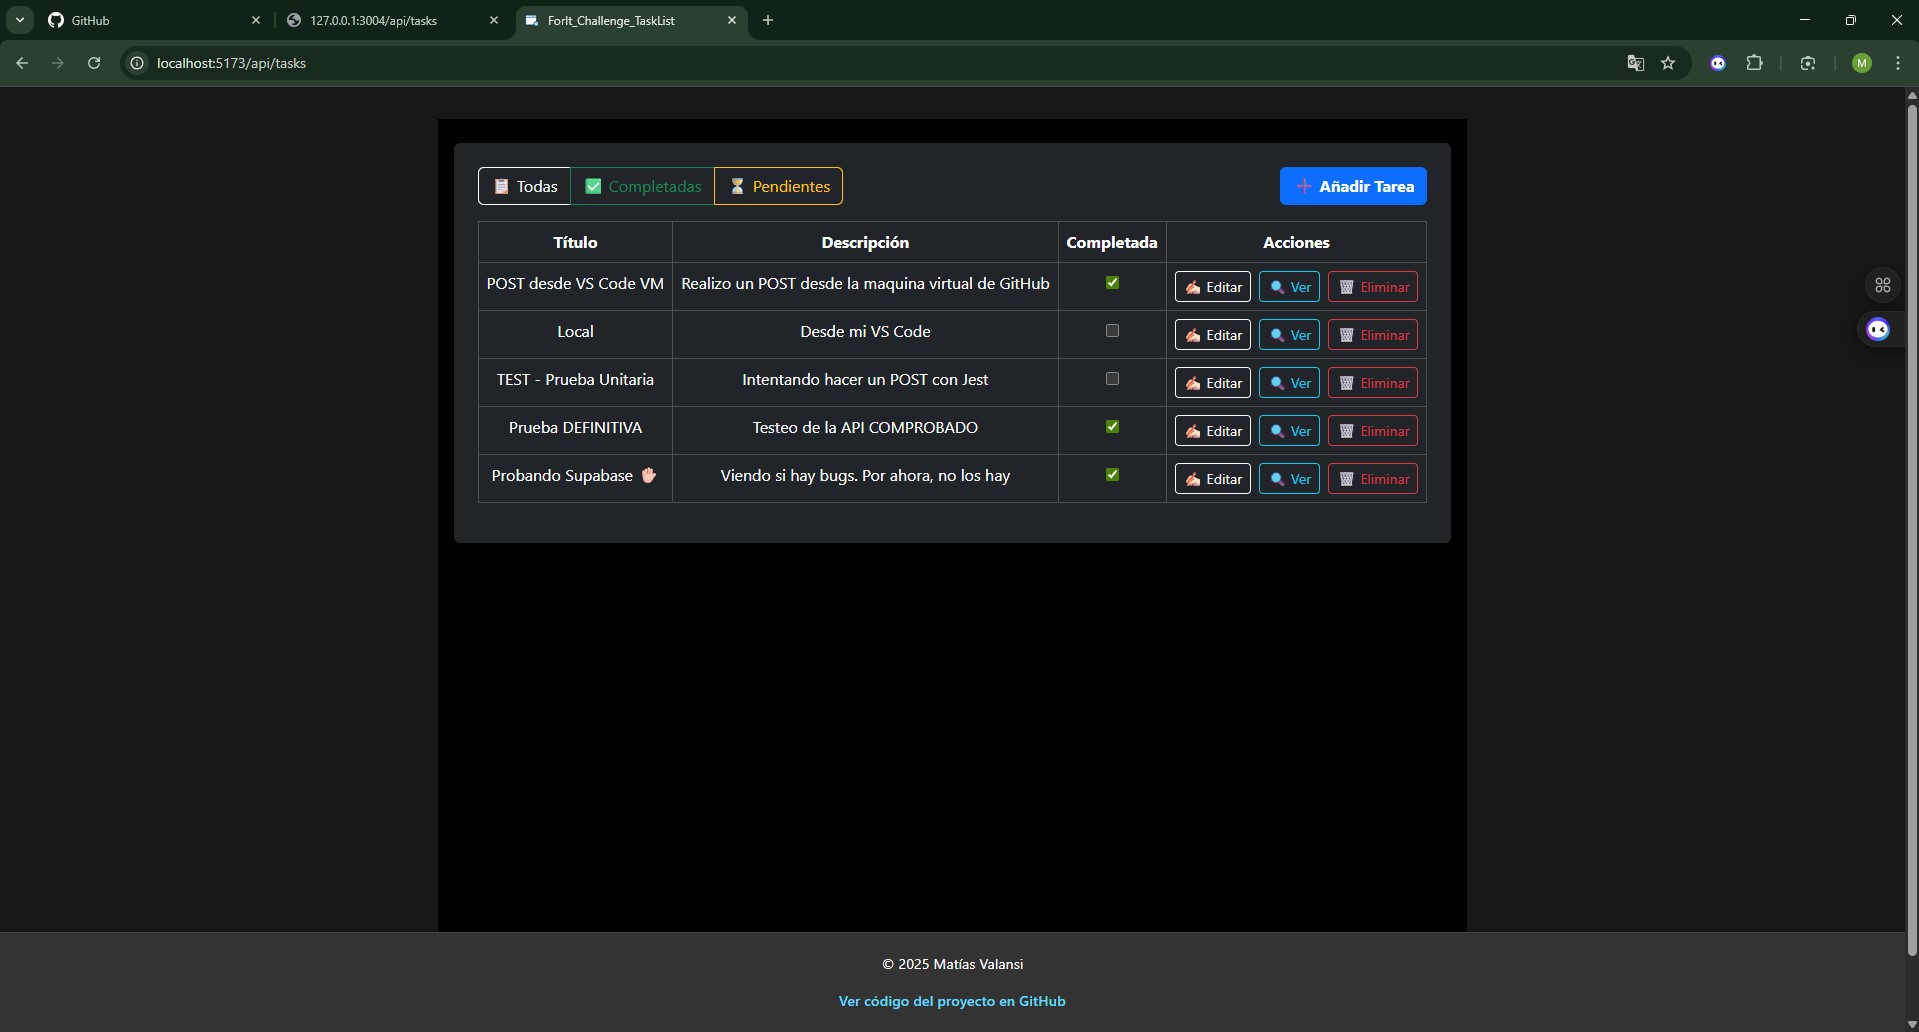 GitHub
127.0.0.1:3004/api/tasks
ForIt_Challenge_TaskList
localhost:5173/api/tasks
M
Todas
Completadas
Pendientes
Añadir Tarea
Título Descripción Completada Acciones
POST desde VS Code VM Realizo un POST desde la maquina virtual de GitHub Editar Ver Eliminar
Local Desde mi VS Code Editar Ver Eliminar
TEST - Prueba Unitaria Intentando hacer un POST con Jest Editar Ver Eliminar
Prueba DEFINITIVA Testeo de la API COMPROBADO Editar Ver Eliminar
Probando Supabase 🖐🏻 Viendo si hay bugs. Por ahora, no los hay Editar Ver Eliminar
© 2025 Matías Valansi
Ver código del proyecto en GitHub